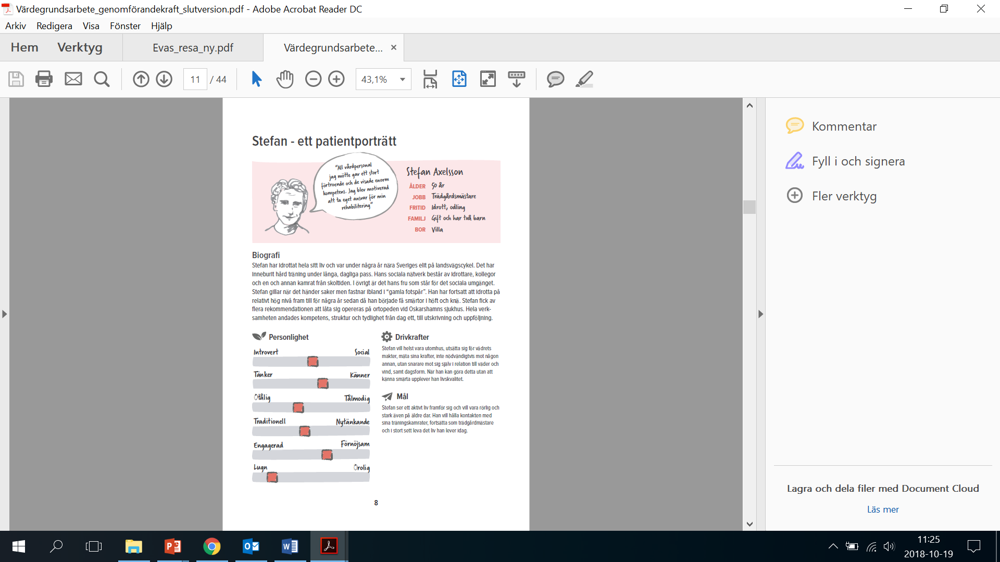 Värdegrundsarbete_genomförandekraft_slutversion.pdf - Adobe Acrobat Reader DC
Arkiv Redigera Visa Fönster Hjälp
Hem Verktyg Evas_resa_ny.pdf Värdegrundsarbete... ×
11 / 44 43,1%
Stefan - ett patientporträtt
"All vårdpersonal
jag mötte gav ett stort
förtroende och de visade enorm
kompetens. Jag blev motiverad
att ta eget ansvar för min
rehabilitering"
Stefan Axelsson
ÅLDER 50 år
JOBB Trädgårdsmästare
FRITID Idrott, odling
FAMILJ Gift och har två barn
BOR Villa
Biografi
Stefan har idrottat hela sitt liv och var under några år nära Sveriges elit på landsvägscykel. Det har
inneburit hård träning under långa, dagliga pass. Hans sociala nätverk består av idrottare, kollegor
och en och annan kamrat från skoltiden. I övrigt är det hans fru som står för det sociala umgänget.
Stefan gillar när det händer saker men fastnar ibland i "gamla fotspår". Han har fortsatt att idrotta på
relativt hög nivå fram till för några år sedan då han började få smärtor i höft och knä. Stefan fick av
flera rekommendationen att låta sig opereras på ortopeden vid Oskarshamns sjukhus. Hela verk-
samheten andades kompetens, struktur och tydlighet från dag ett, till utskrivning och uppföljning.
Personlighet
Introvert Social
Tänker Känner
Otålig Tålmodig
Traditionell Nytänkande
Engagerad Förnöjsam
Lugn Orolig
Drivkrafter
Stefan vill helst vara utomhus, utsätta sig för vädrets
makter, mäta sina krafter, inte nödvändigtvis mot någon
annan, utan snarare mot sig själv i relation till väder och
vind, samt dagsform. När han kan göra detta utan att
känna smärta upplever han livskvalitet.
Mål
Stefan ser ett aktivt liv framför sig och vill vara rörlig och
stark även på äldre dar. Han vill hålla kontakten med
sina träningskamrater, fortsätta som trädgårdmästare
och i stort sett leva det liv han lever idag.
8
Kommentar
Fyll i och signera
Fler verktyg
Lagra och dela filer med Document Cloud
Läs mer
11:25
2018-10-19